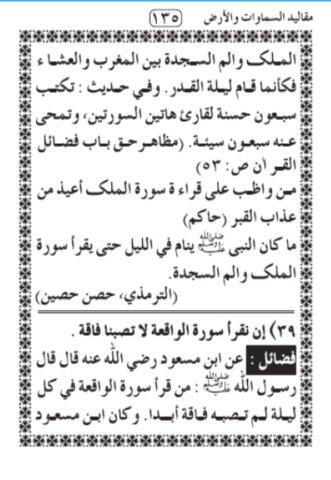 مقاليد السماوات والأرض
(١٣٥)
الملك والم السجدة بين المغرب والعشاء
فكأنما قام ليلة القدر. وفي حديث : تكتب
سبعون حسنة لقارئ هاتين السورتين، وتمحى
عنه سبعون سيئة. (مظاهر حق باب فضائل
القرآن ص: ٥٣)
من واظب على قراءة سورة الملك أعيذ من
عذاب القبر (حاكم)
ما كان النبى ﷺ ينام في الليل حتى يقرأ سورة
الملك والم السجدة.
(الترمذي، حصن حصين)
٣٩) إن نقرأ سورة الواقعة لا تصبنا فاقة .
فضائل : عن ابن مسعود رضي الله عنه قال قال
رسول الله ﷺ : من قرأ سورة الواقعة في كل
ليلة لم تصبه فاقة أبدا. وكان ابن مسعود